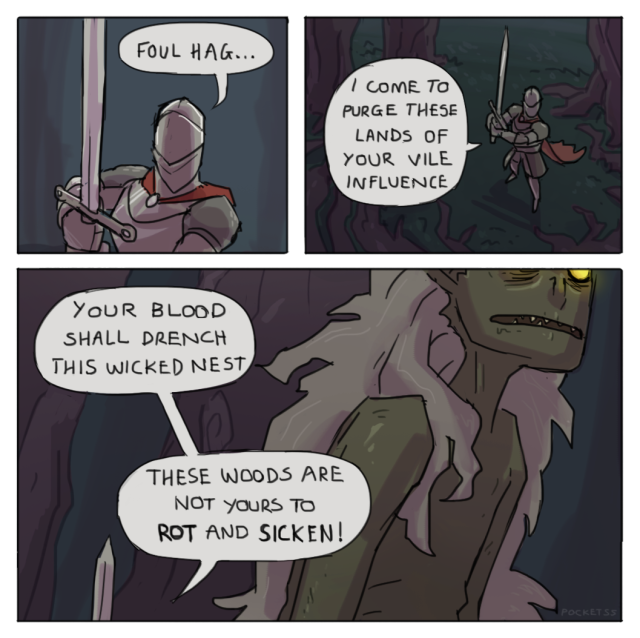 FOUL HAG...
I COME TO
PURGE THESE
LANDS OF
YOUR VILE
INFLUENCE
YOUR BLOOD
SHALL DRENCH
THIS WICKED NEST
THESE WOODS ARE
NOT YOURS TO
ROT AND SICKEN!
POCKETSS